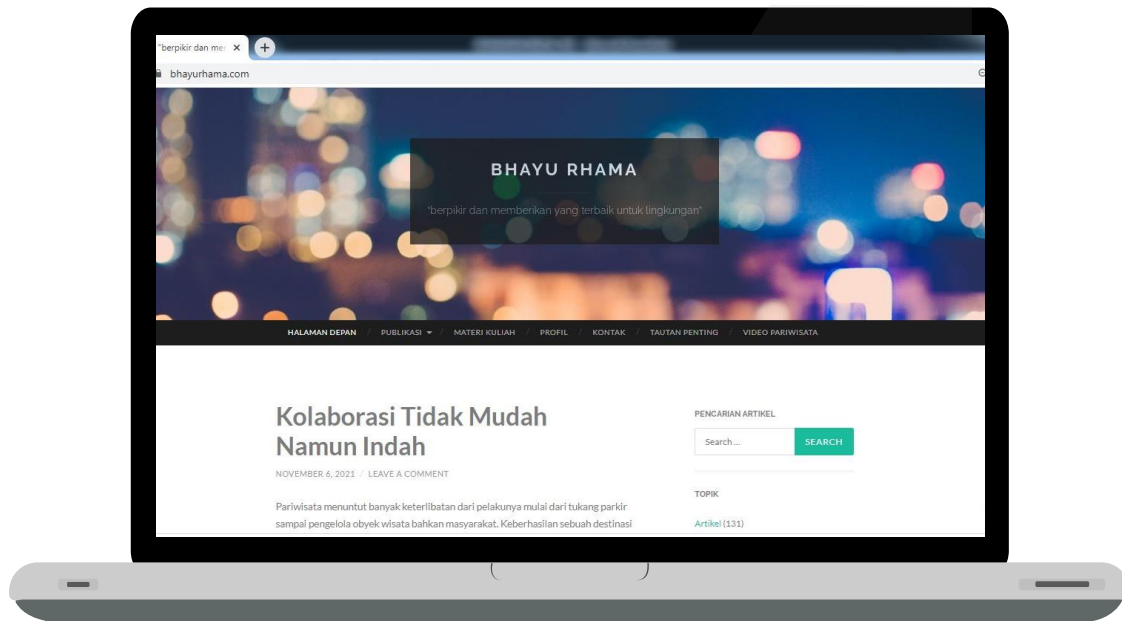 "berpikir dan me
bhayurhama.com
BHAYU RHAMA
"berpikir dan memberikan yang terbaik untuk lingkungan"
HALAMAN DEPAN / PUBLIKASI / MATERI KULIAH / PROFIL / KONTAK / TAUTAN PENTING / VIDEO PARIWISATA
Kolaborasi Tidak Mudah
Namun Indah
NOVEMBER 6, 2021 / LEAVE A COMMENT
Pariwisata menuntut banyak keterlibatan dari pelakunya mulai dari tukang parkir
sampai pengelola obyek wisata bahkan masyarakat. Keberhasilan sebuah destinasi
PENCARIAN ARTIKEL
Search ... SEARCH
TOPIK
Artikel (131)